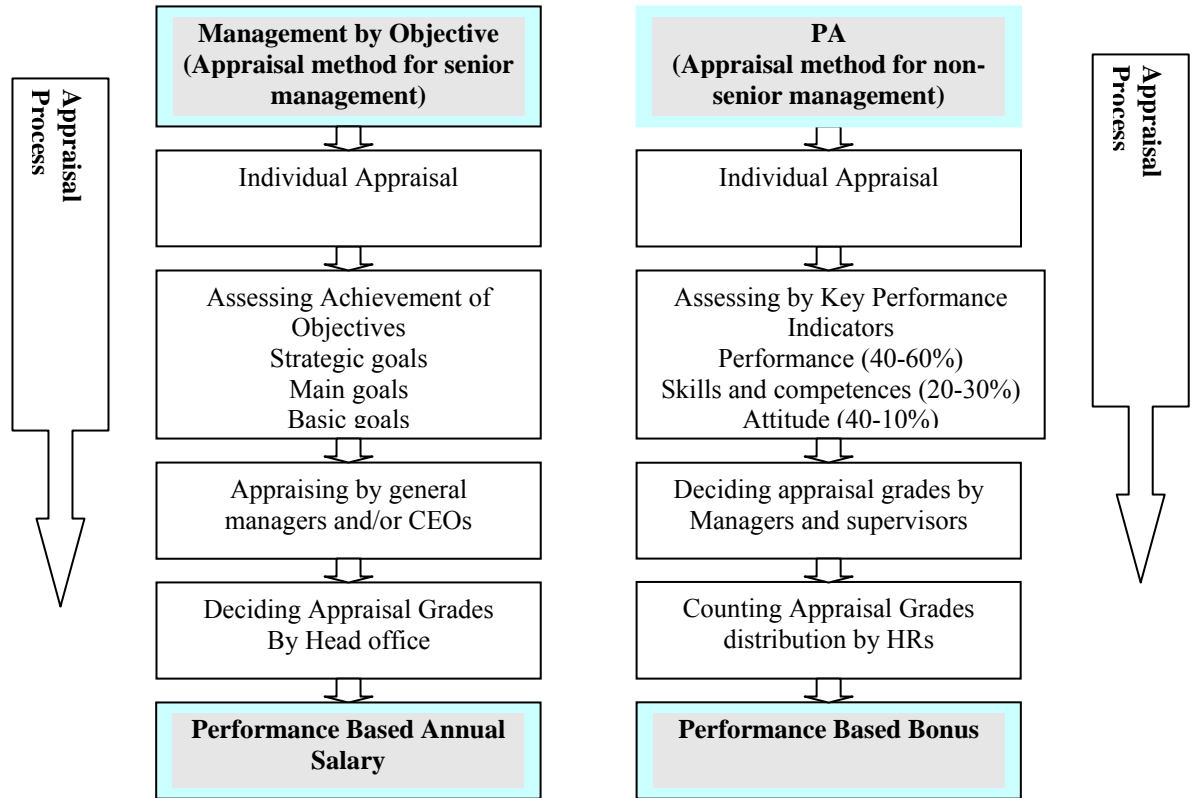 Appraisal
Process
Management by Objective
(Appraisal method for senior
management)
Individual Appraisal
Assessing Achievement of
Objectives
Strategic goals
Main goals
Basic goals
Appraising by general
managers and/or CEOs
Deciding Appraisal Grades
By Head office
Performance Based Annual
Salary
PA
(Appraisal method for non-
senior management)
Individual Appraisal
Assessing by Key Performance
Indicators
Performance (40-60%)
Skills and competences (20-30%)
Attitude (40-10%)
Deciding appraisal grades by
Managers and supervisors
Counting Appraisal Grades
distribution by HRs
Performance Based Bonus
Appraisal
Process